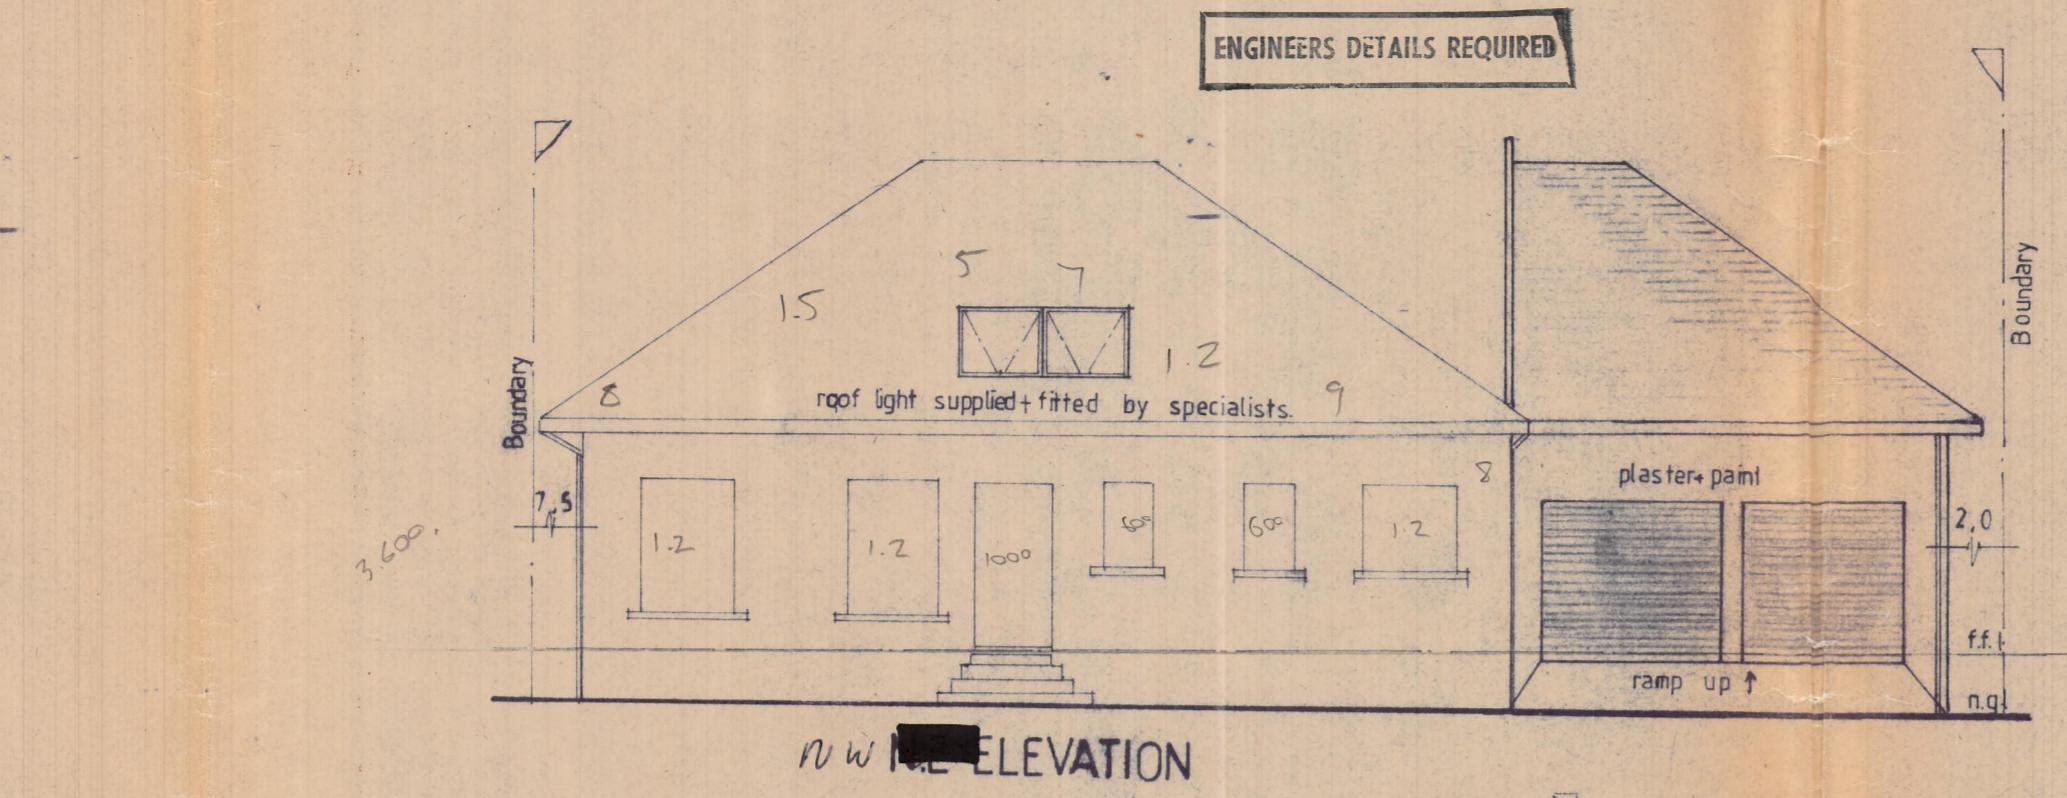 ENGINEERS DETAILS REQUIRED
5
7
1.5
1.2
8
9
roof light supplied + fitted by specialists.
Boundary
Boundary
8
plaster + paint
7,5
3.600.
1.2
1.2
1000
600
600
1.2
2,0
f.f.l
ramp up ↑
n.g.l
NW ELEVATION